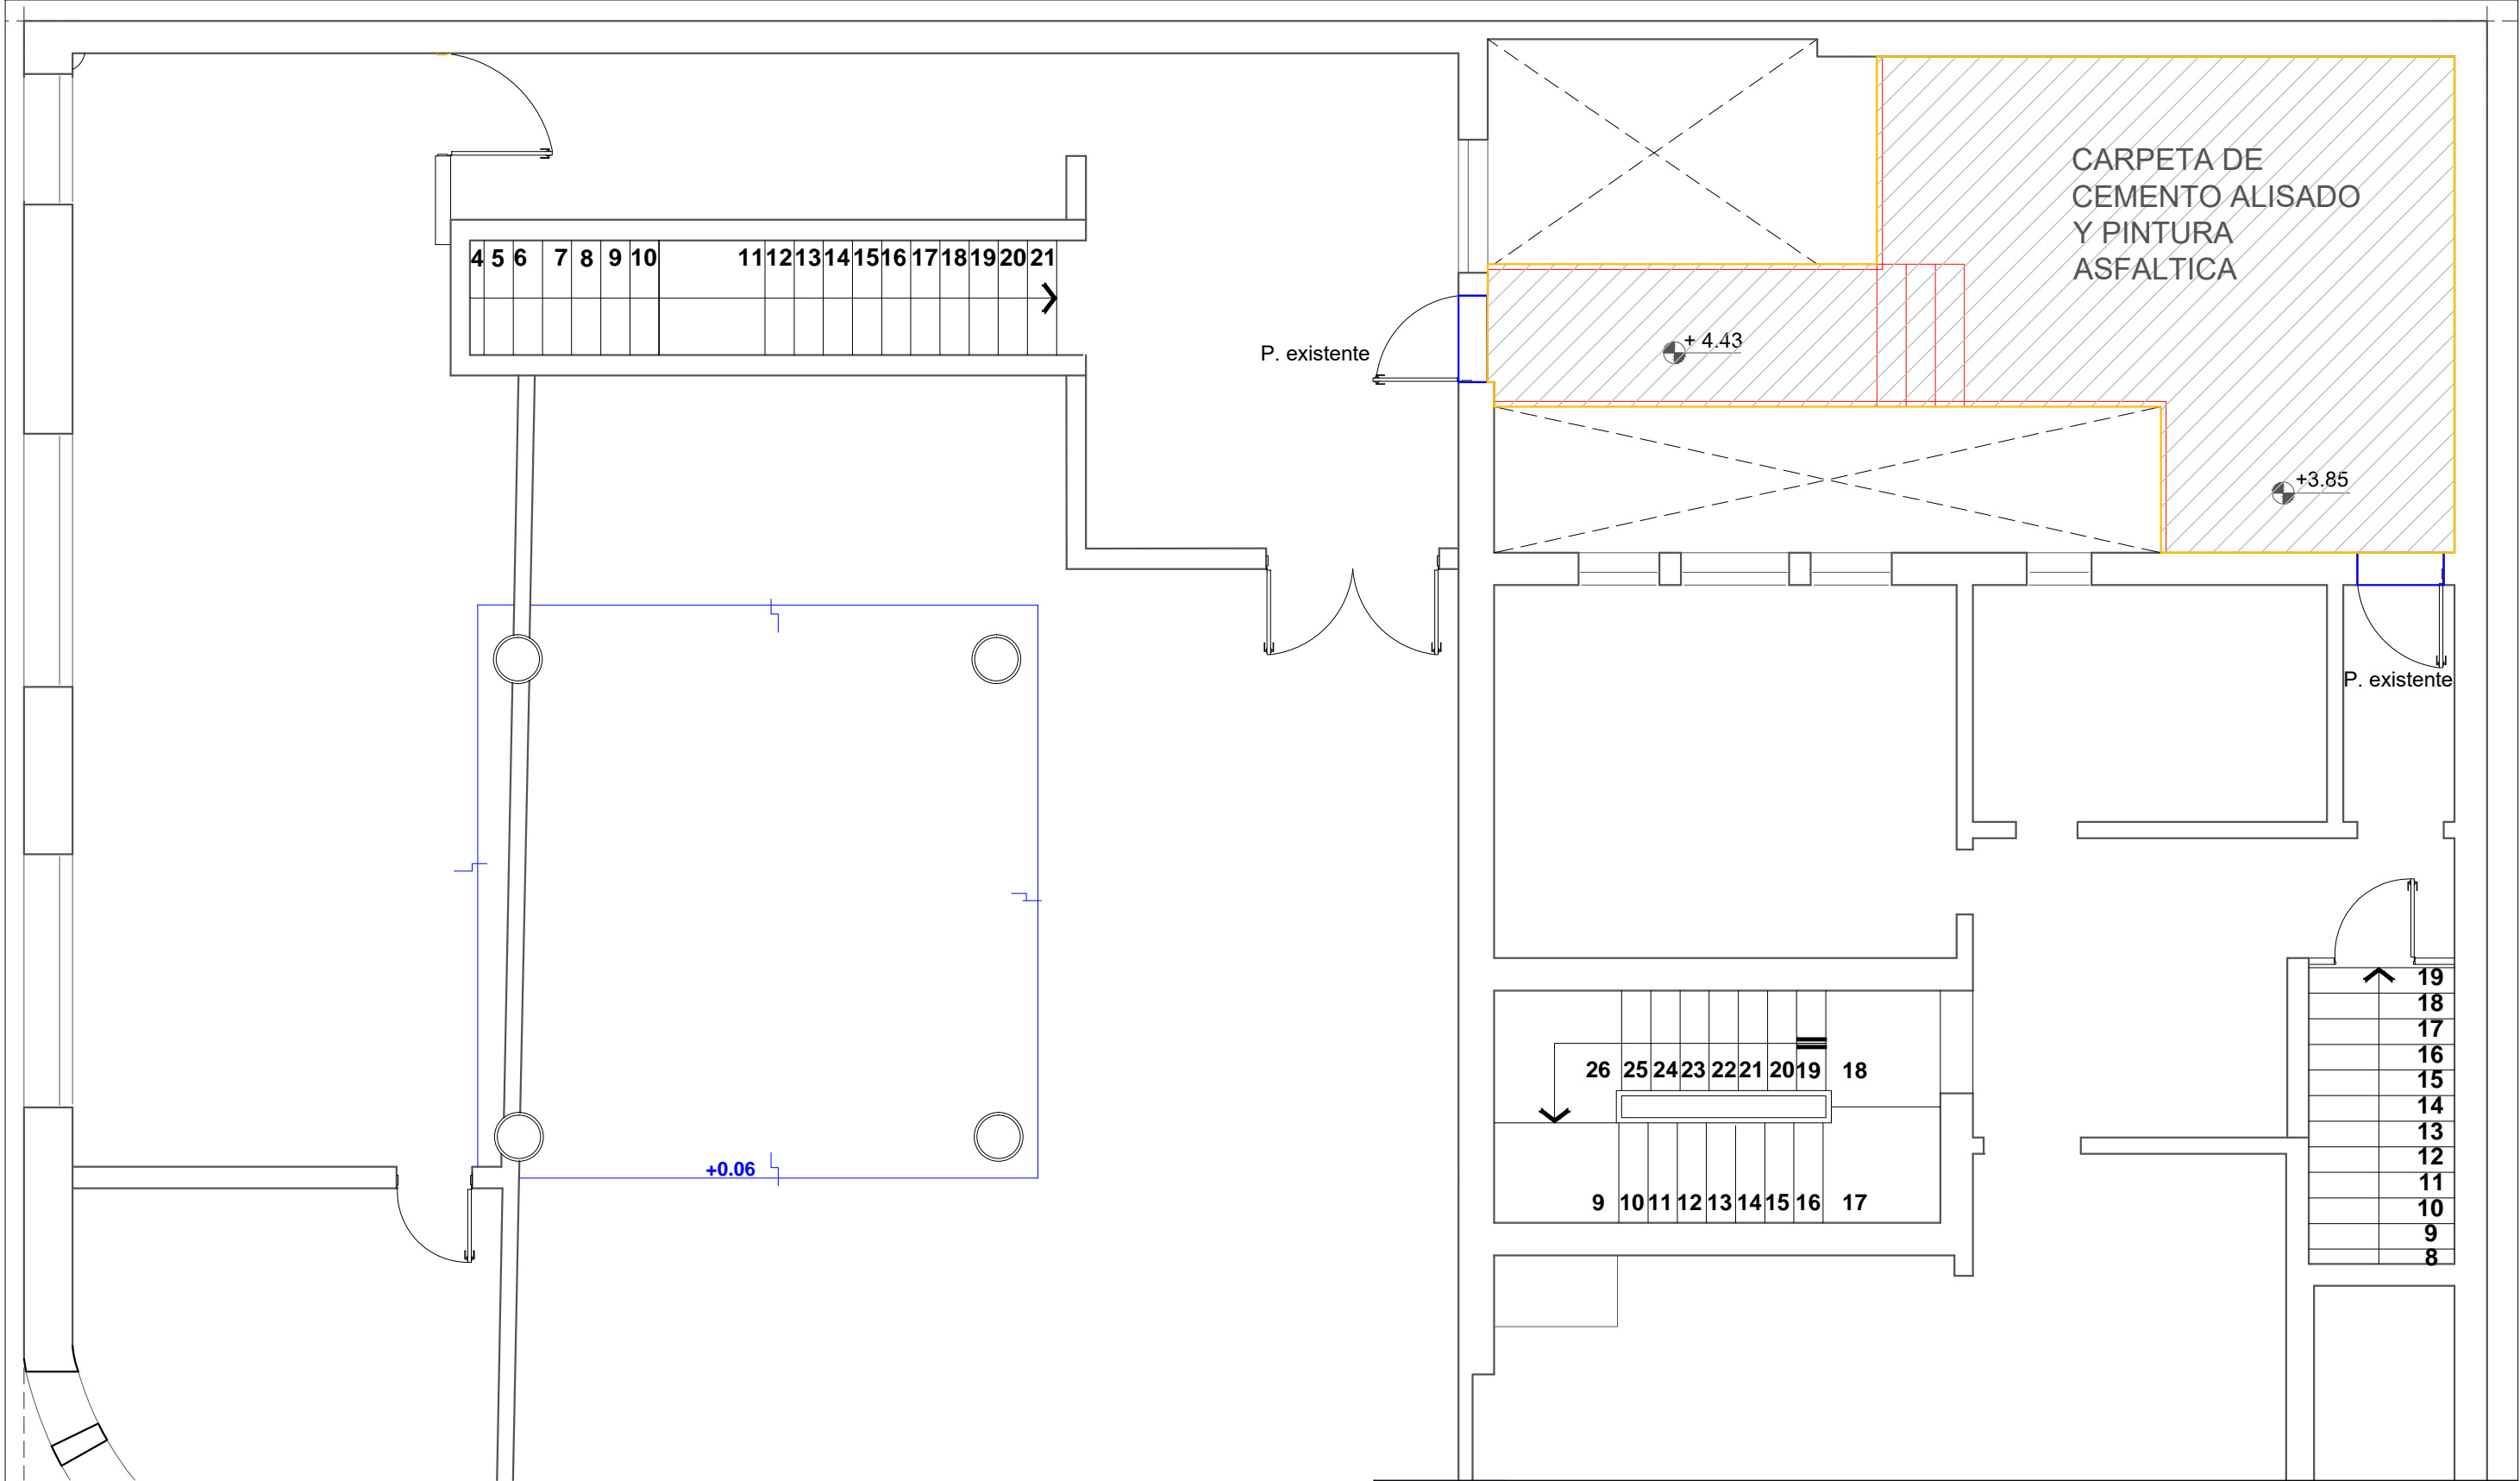 CARPETA DE
CEMENTO ALISADO
Y PINTURA
ASFALTICA
4 5 6 7 8 9 10 11 12 13 14 15 16 17 18 19 20 21
P. existente
+ 4.43
+3.85
P. existente
+0.06
26 25 24 23 22 21 20 19 18
9 10 11 12 13 14 15 16 17
19
18
17
16
15
14
13
12
11
10
9
8